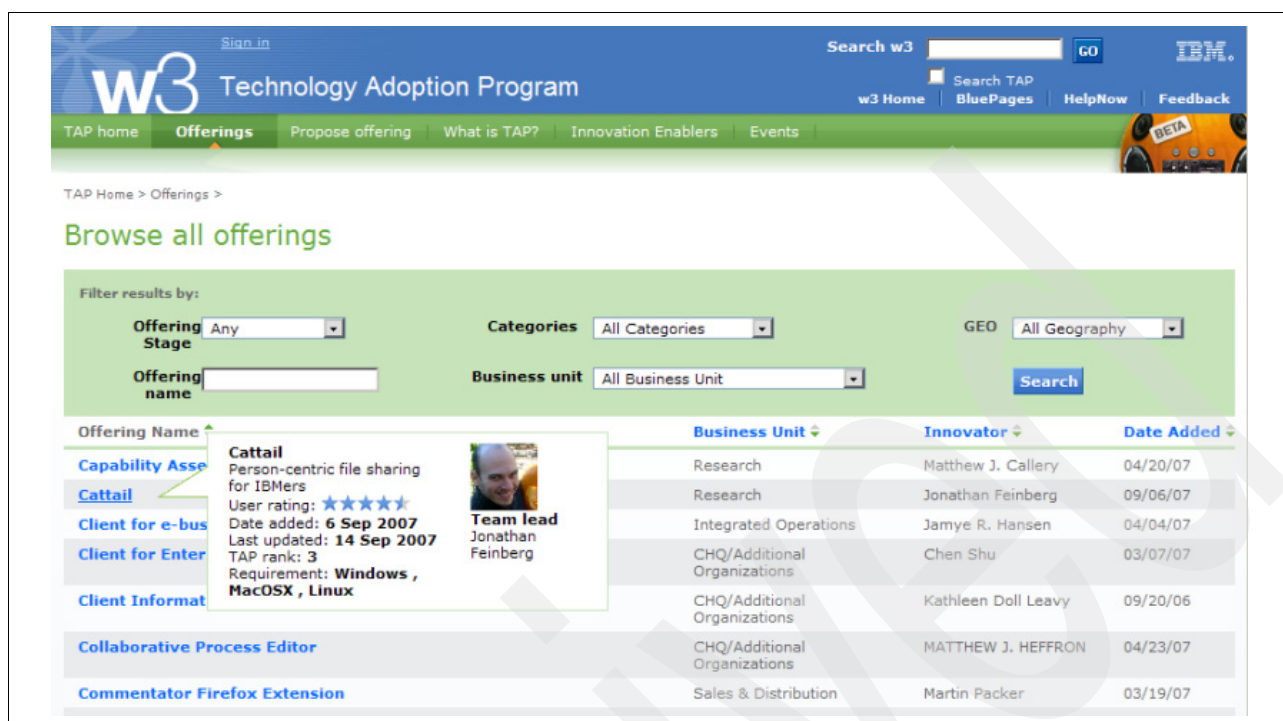 Sign in
Search w3
GO
IBM.
w3
Technology Adoption Program
Search TAP
w3 Home
BluePages
HelpNow
Feedback
TAP home
Offerings
Propose offering
What is TAP?
Innovation Enablers
Events
BETA
TAP Home > Offerings >
Browse all offerings
Filter results by:
Offering Stage
Any
Categories
All Categories
GEO
All Geography
Offering name
Business unit
All Business Unit
Search
Offering Name
Business Unit
Innovator
Date Added
Capability Asse
Research
Matthew J. Callery
04/20/07
Cattail
Research
Jonathan Feinberg
09/06/07
Client for e-bus
Integrated Operations
Jamye R. Hansen
04/04/07
Client for Enter
CHQ/Additional
Organizations
Chen Shu
03/07/07
Client Informat
CHQ/Additional
Organizations
Kathleen Doll Leavy
09/20/06
Collaborative Process Editor
CHQ/Additional
Organizations
MATTHEW J. HEFFRON
04/23/07
Commentator Firefox Extension
Sales & Distribution
Martin Packer
03/19/07
Cattail
Person-centric file sharing
for IBMers
User rating:
Date added: 6 Sep 2007
Last updated: 14 Sep 2007
TAP rank: 3
Requirement: Windows ,
MacOSX , Linux
Team lead
Jonathan
Feinberg